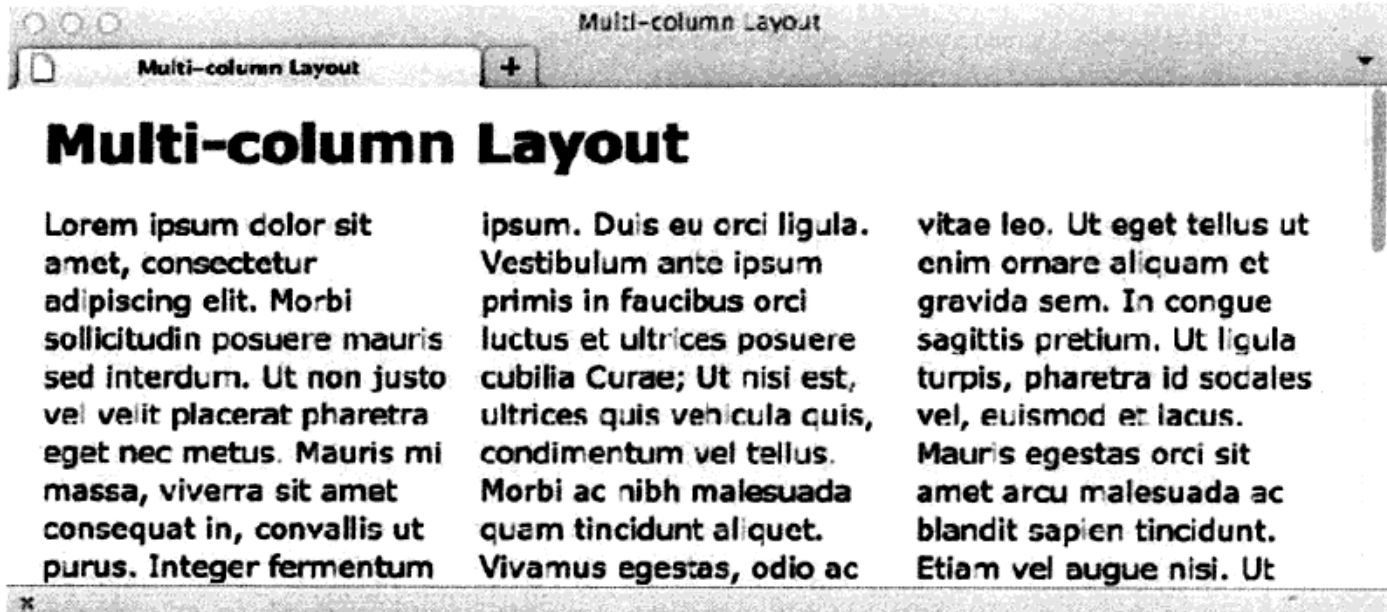 Multi-column Layout
Multi-column Layout +
Multi-column Layout
Lorem ipsum dolor sit
amet, consectetur
adipiscing elit. Morbi
sollicitudin posuere mauris
sed interdum. Ut non justo
vel velit placerat pharetra
eget nec metus. Mauris mi
massa, viverra sit amet
consequat in, convallis ut
purus. Integer fermentum
ipsum. Duis eu orci ligula.
Vestibulum ante ipsum
primis in faucibus orci
luctus et ultrices posuere
cubilia Curae; Ut nisi est,
ultrices quis vehicula quis,
condimentum vel tellus.
Morbi ac nibh malesuada
quam tincidunt aliquet.
Vivamus egestas, odio ac
vitae leo. Ut eget tellus ut
enim ornare aliquam et
gravida sem. In congue
sagittis pretium. Ut ligula
turpis, pharetra id sodales
vel, euismod et lacus.
Mauris egestas orci sit
amet arcu malesuada ac
blandit sapien tincidunt.
Etiam vel augue nisi. Ut
x